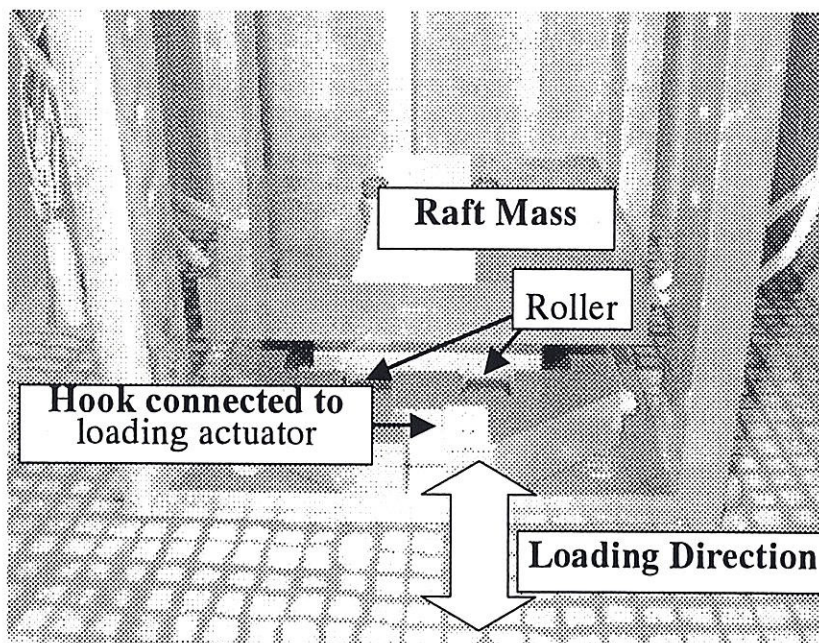 Raft Mass
Roller
Hook connected to
loading actuator
Loading Direction